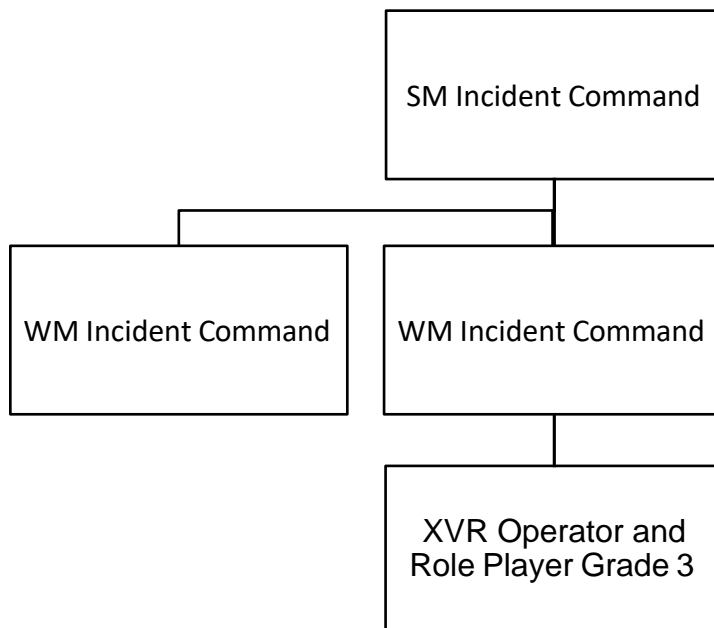 SM Incident Command
WM Incident Command
WM Incident Command
XVR Operator and
Role Player Grade 3